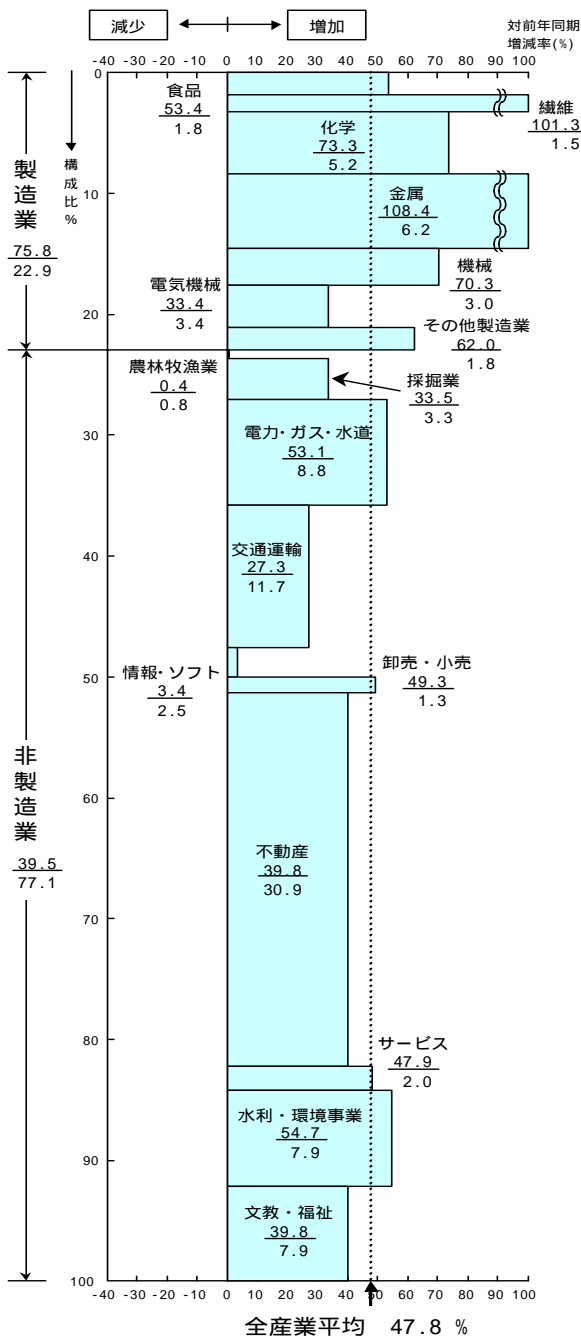 減少
増加
対前年同期
増減率(%)
-40 -30 -20 -10 0 10 20 30 40 50 60 70 80 90 100
0
10
20
30
40
50
60
70
80
90
100
構成比%
製造業
75.8
22.9
食品
53.4
1.8
繊維
101.3
1.5
化学
73.3
5.2
金属
108.4
6.2
機械
70.3
3.0
電気機械
33.4
3.4
その他製造業
62.0
1.8
非製造業
39.5
77.1
農林牧漁業
0.4
0.8
採掘業
33.5
3.3
電力・ガス・水道
53.1
8.8
交通運輸
27.3
11.7
情報・ソフト
3.4
2.5
卸売・小売
49.3
1.3
不動産
39.8
30.9
サービス
47.9
2.0
水利・環境事業
54.7
7.9
文教・福祉
39.8
7.9
-40 -30 -20 -10 0 10 20 30 40 50 60 70 80 90 100
全産業平均 47.8 %